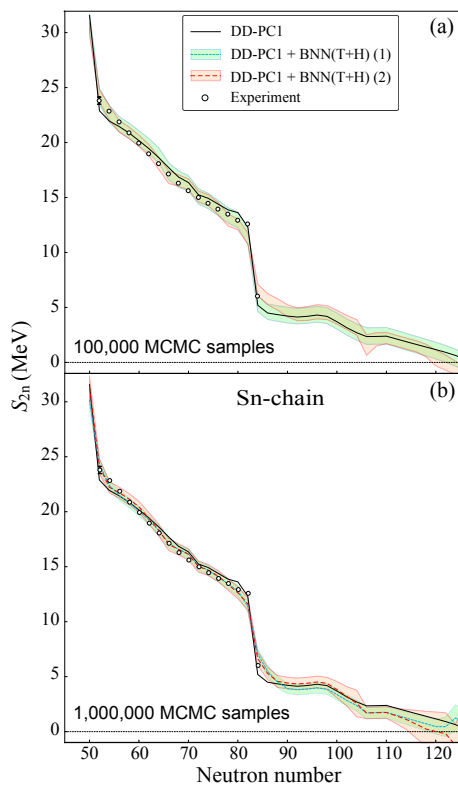 (a)
DD-PC1
DD-PC1 + BNN(T+H) (1)
DD-PC1 + BNN(T+H) (2)
Experiment
30
25
20
15
10
5
0
100,000 MCMC samples
S2n (MeV)
(b)
Sn-chain
30
25
20
15
10
5
0
1,000,000 MCMC samples
50 60 70 80 90 100 110 120
Neutron number